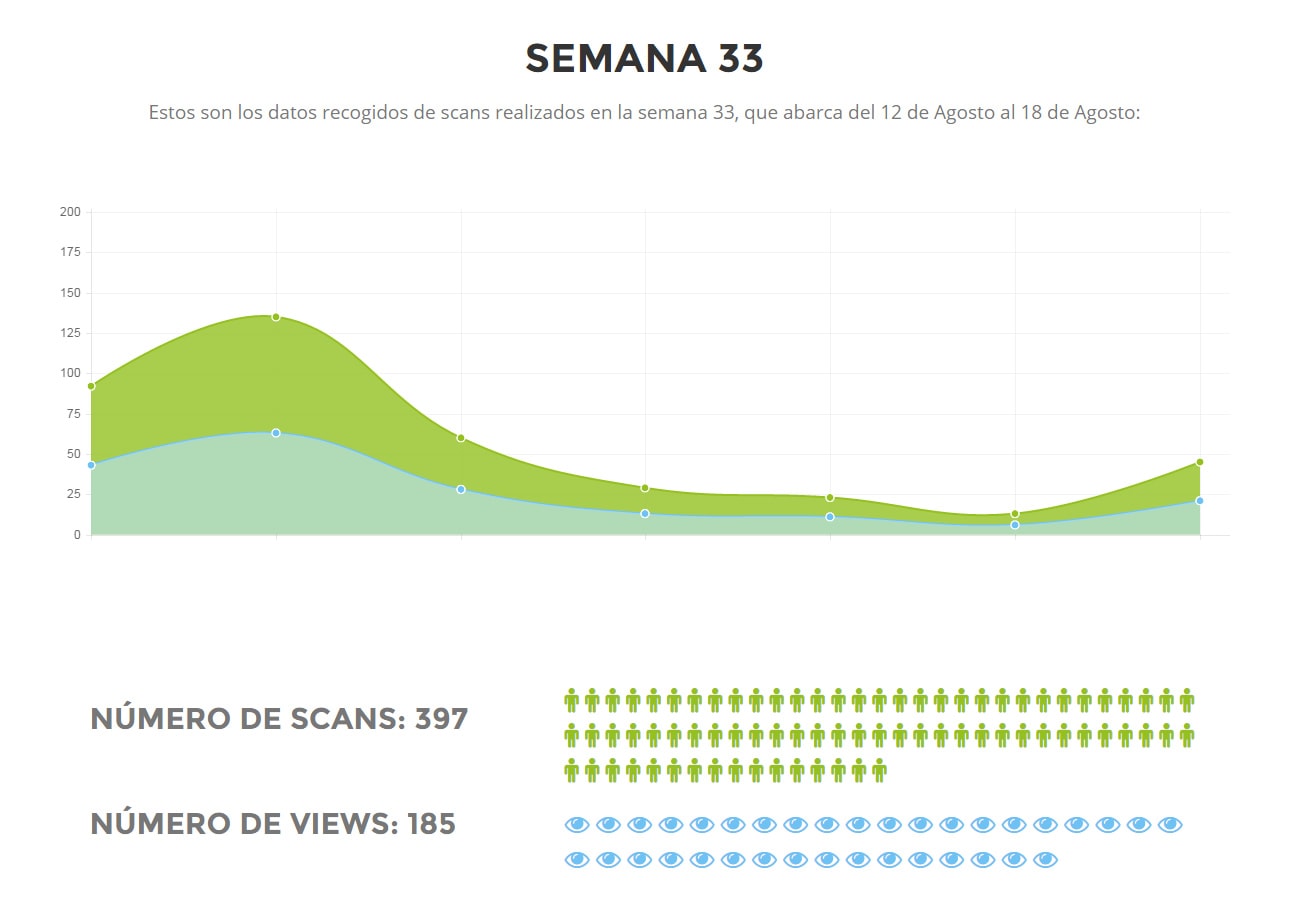 SEMANA 33
Estos son los datos recogidos de scans realizados en la semana 33, que abarca del 12 de Agosto al 18 de Agosto:
200
175
150
125
100
75
50
25
0
NÚMERO DE SCANS: 397
NÚMERO DE VIEWS: 185